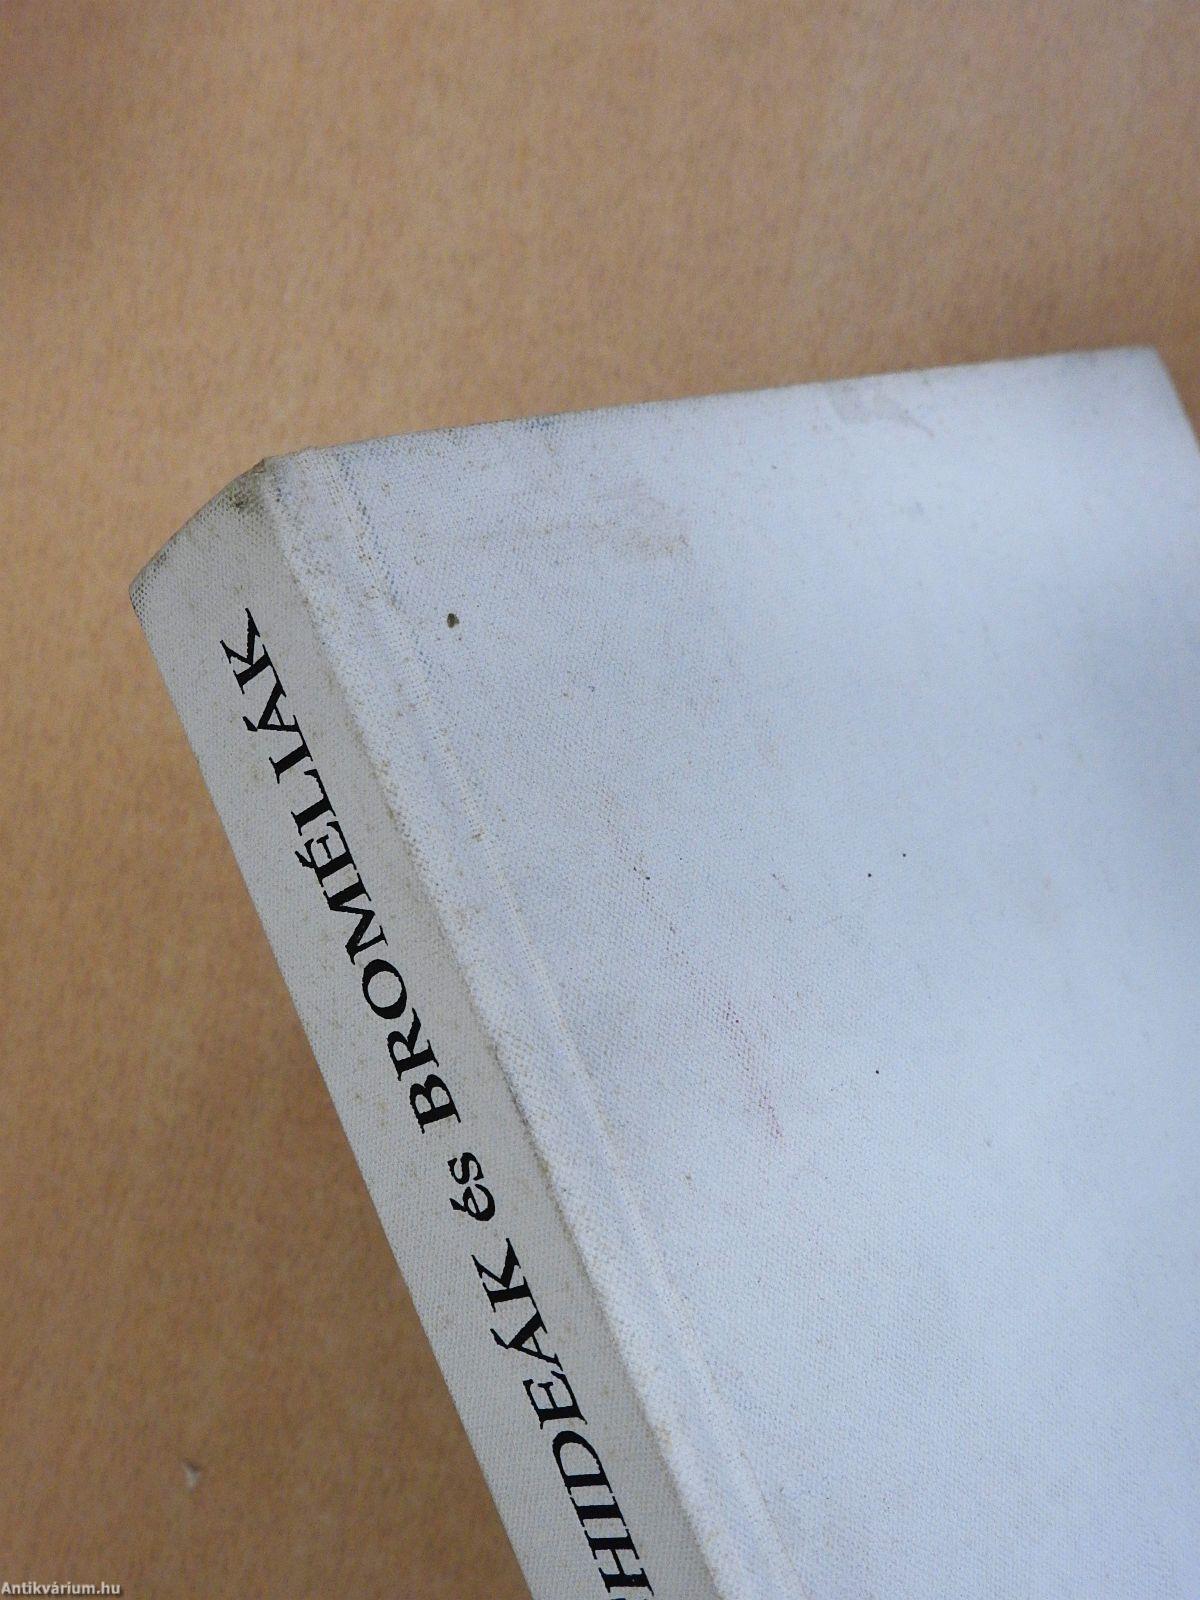 HIDEÁK és BROMÉLIÁK
Antikvárium.hu